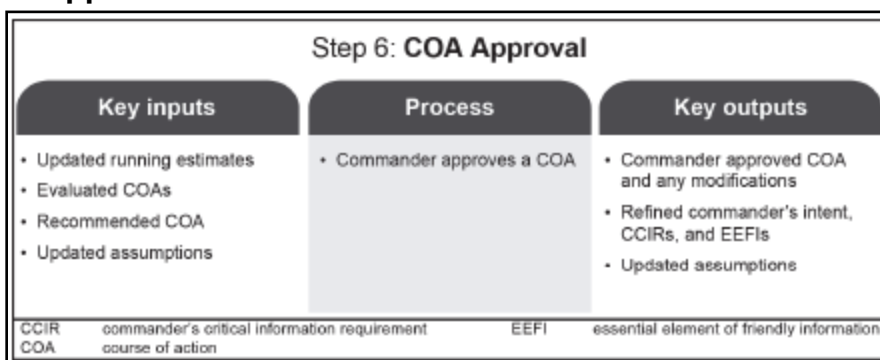 Step 6: COA Approval
Key inputs
• Updated running estimates
• Evaluated COAs
• Recommended COA
• Updated assumptions
Process
• Commander approves a COA
Key outputs
• Commander approved COA
and any modifications
• Refined commander's intent,
CCIRs, and EEFIs
• Updated assumptions
CCIR commander's critical information requirement EEFI essential element of friendly information
COA course of action